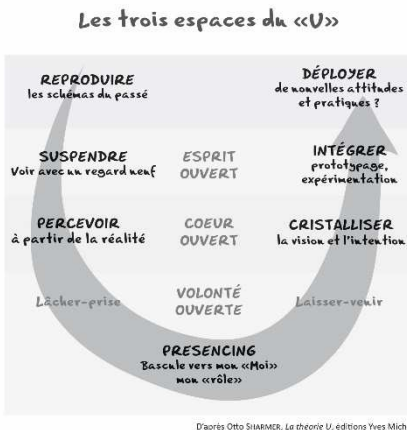 Les trois espaces du «U»
REPRODUIRE
les schémas du passé
DÉPLOYER
de nouvelles attitudes
et pratiques ?
SUSPENDRE
Voir avec un regard neuf
ESPRIT
OUVERT
INTÉGRER
prototypage,
expérimentation
PERCEVOIR
à partir de la réalité
COEUR
OUVERT
CRISTALLISER
la vision et l'intention
Lâcher-prise
VOLONTÉ
OUVERTE
Laisser-venir
PRESENCING
Bascule vers mon «Moi»
mon «rôle»
D'après Otto SHARMER, La théorie U, éditions Yves Mich